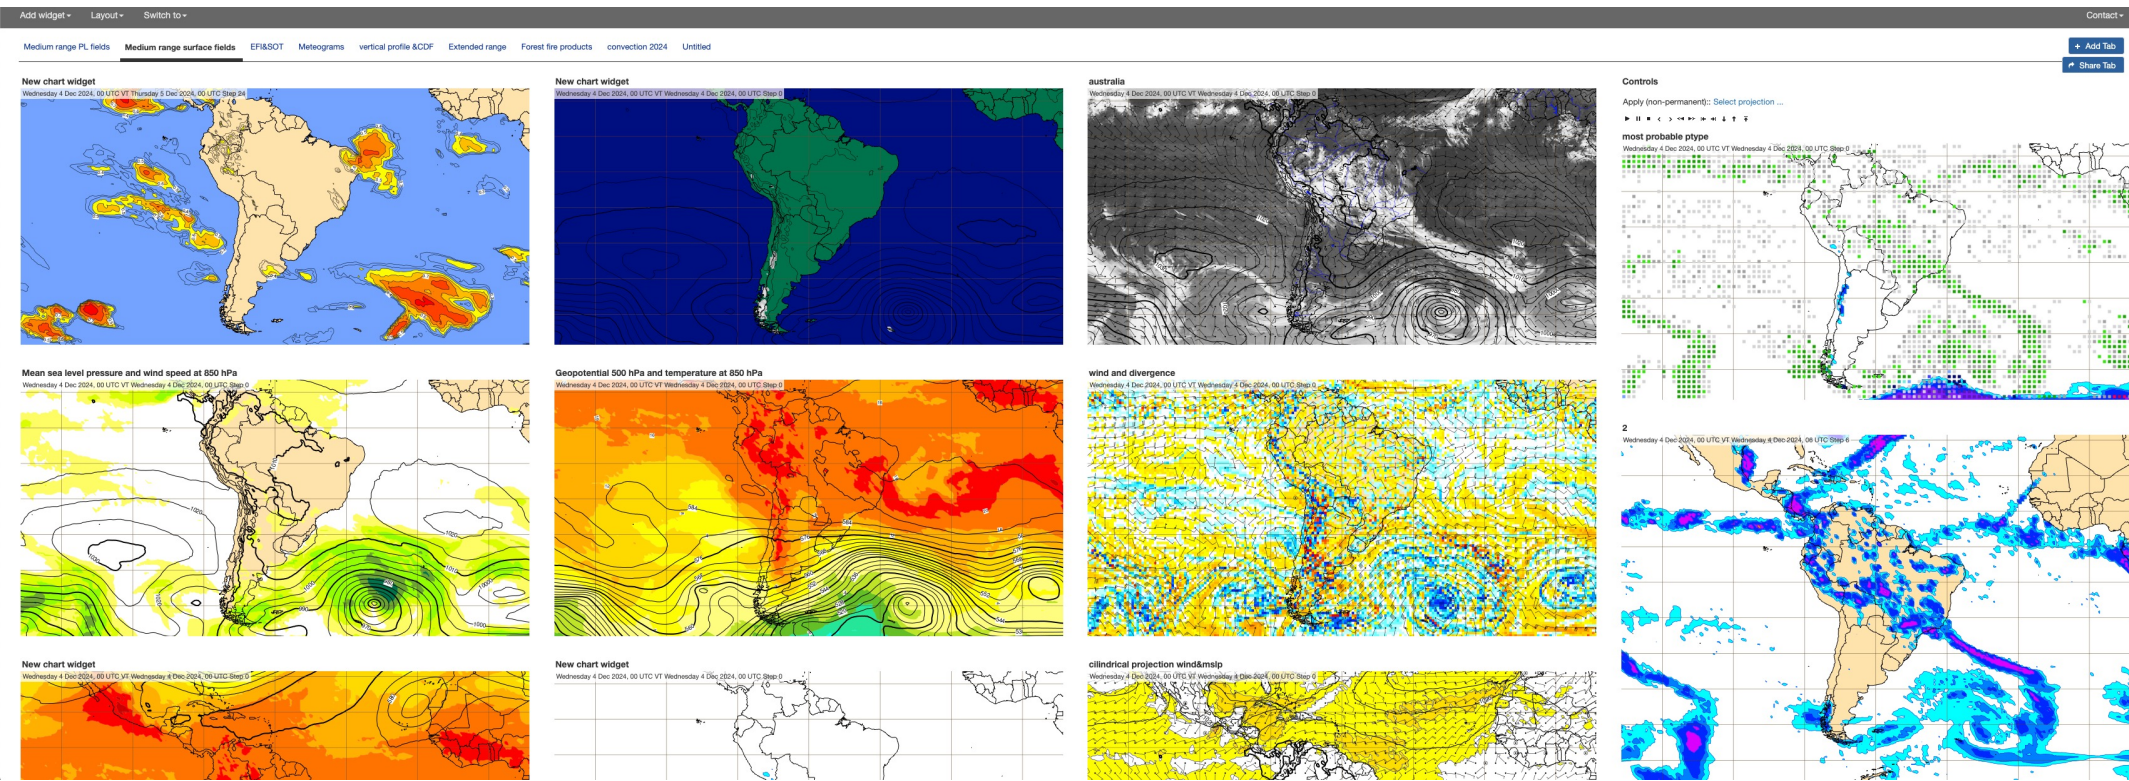 Add widget
Layout
Switch to
Contact
Medium range PL fields
Medium range surface fields
EFI&SOT
Meteograms
vertical profile &CDF
Extended range
Forest fire products
convection 2024
Untitled
+ Add Tab
Share Tab
New chart widget
Wednesday 4 Dec 2024, 00 UTC VT Thursday 5 Dec 2024, 00 UTC Step 24
New chart widget
Wednesday 4 Dec 2024, 00 UTC VT Wednesday 4 Dec 2024, 00 UTC Step 0
australia
Wednesday 4 Dec 2024, 00 UTC VT Wednesday 4 Dec 2024, 00 UTC Step 0
Controls
Apply (non-permanent):: Select projection ...
most probable ptype
Wednesday 4 Dec 2024, 00 UTC VT Wednesday 4 Dec 2024, 00 UTC Step 0
Mean sea level pressure and wind speed at 850 hPa
Wednesday 4 Dec 2024, 00 UTC VT Wednesday 4 Dec 2024, 00 UTC Step 0
Geopotential 500 hPa and temperature at 850 hPa
Wednesday 4 Dec 2024, 00 UTC VT Wednesday 4 Dec 2024, 00 UTC Step 0
wind and divergence
Wednesday 4 Dec 2024, 00 UTC VT Wednesday 4 Dec 2024, 00 UTC Step 0
2
Wednesday 4 Dec 2024, 00 UTC VT Wednesday 4 Dec 2024, 06 UTC Step 6
New chart widget
Wednesday 4 Dec 2024, 00 UTC VT Wednesday 4 Dec 2024, 00 UTC Step 0
New chart widget
Wednesday 4 Dec 2024, 00 UTC VT Wednesday 4 Dec 2024, 00 UTC Step 0
cilindrical projection wind&mslp
Wednesday 4 Dec 2024, 00 UTC VT Wednesday 4 Dec 2024, 00 UTC Step 0